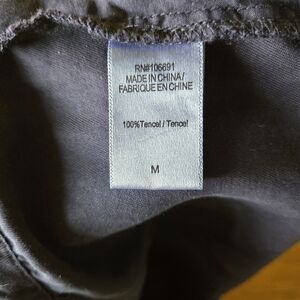 RN#106691
MADE IN CHINA/
FABRIQUE EN CHINE
100%Tencel / Tencel
M